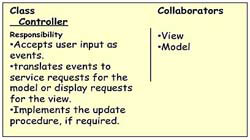 Class
Controller
Responsibility
•Accepts user input as
events.
•translates events to
service requests for the
model or display requests
for the view.
•Implements the update
procedure, if required.
Collaborators
•View
•Model